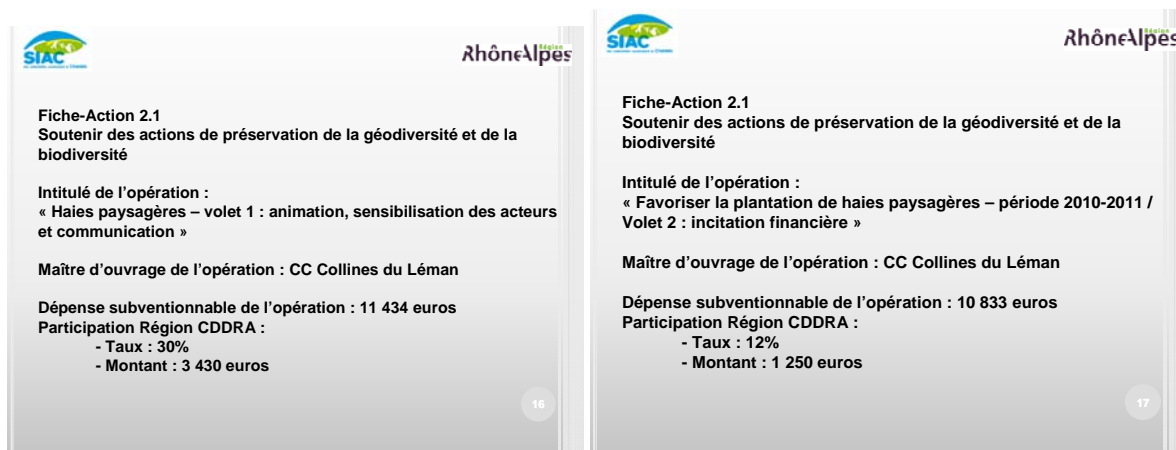 SIAC
Région
RhôneAlpes
Fiche-Action 2.1
Soutenir des actions de préservation de la géodiversité et de la
biodiversité
Intitulé de l’opération :
« Haies paysagères – volet 1 : animation, sensibilisation des acteurs
et communication »
Maître d’ouvrage de l’opération : CC Collines du Léman
Dépense subventionnable de l’opération : 11 434 euros
Participation Région CDDRA :
- Taux : 30%
- Montant : 3 430 euros
16
SIAC
Région
RhôneAlpes
Fiche-Action 2.1
Soutenir des actions de préservation de la géodiversité et de la
biodiversité
Intitulé de l’opération :
« Favoriser la plantation de haies paysagères – période 2010-2011 /
Volet 2 : incitation financière »
Maître d’ouvrage de l’opération : CC Collines du Léman
Dépense subventionnable de l’opération : 10 833 euros
Participation Région CDDRA :
- Taux : 12%
- Montant : 1 250 euros
17